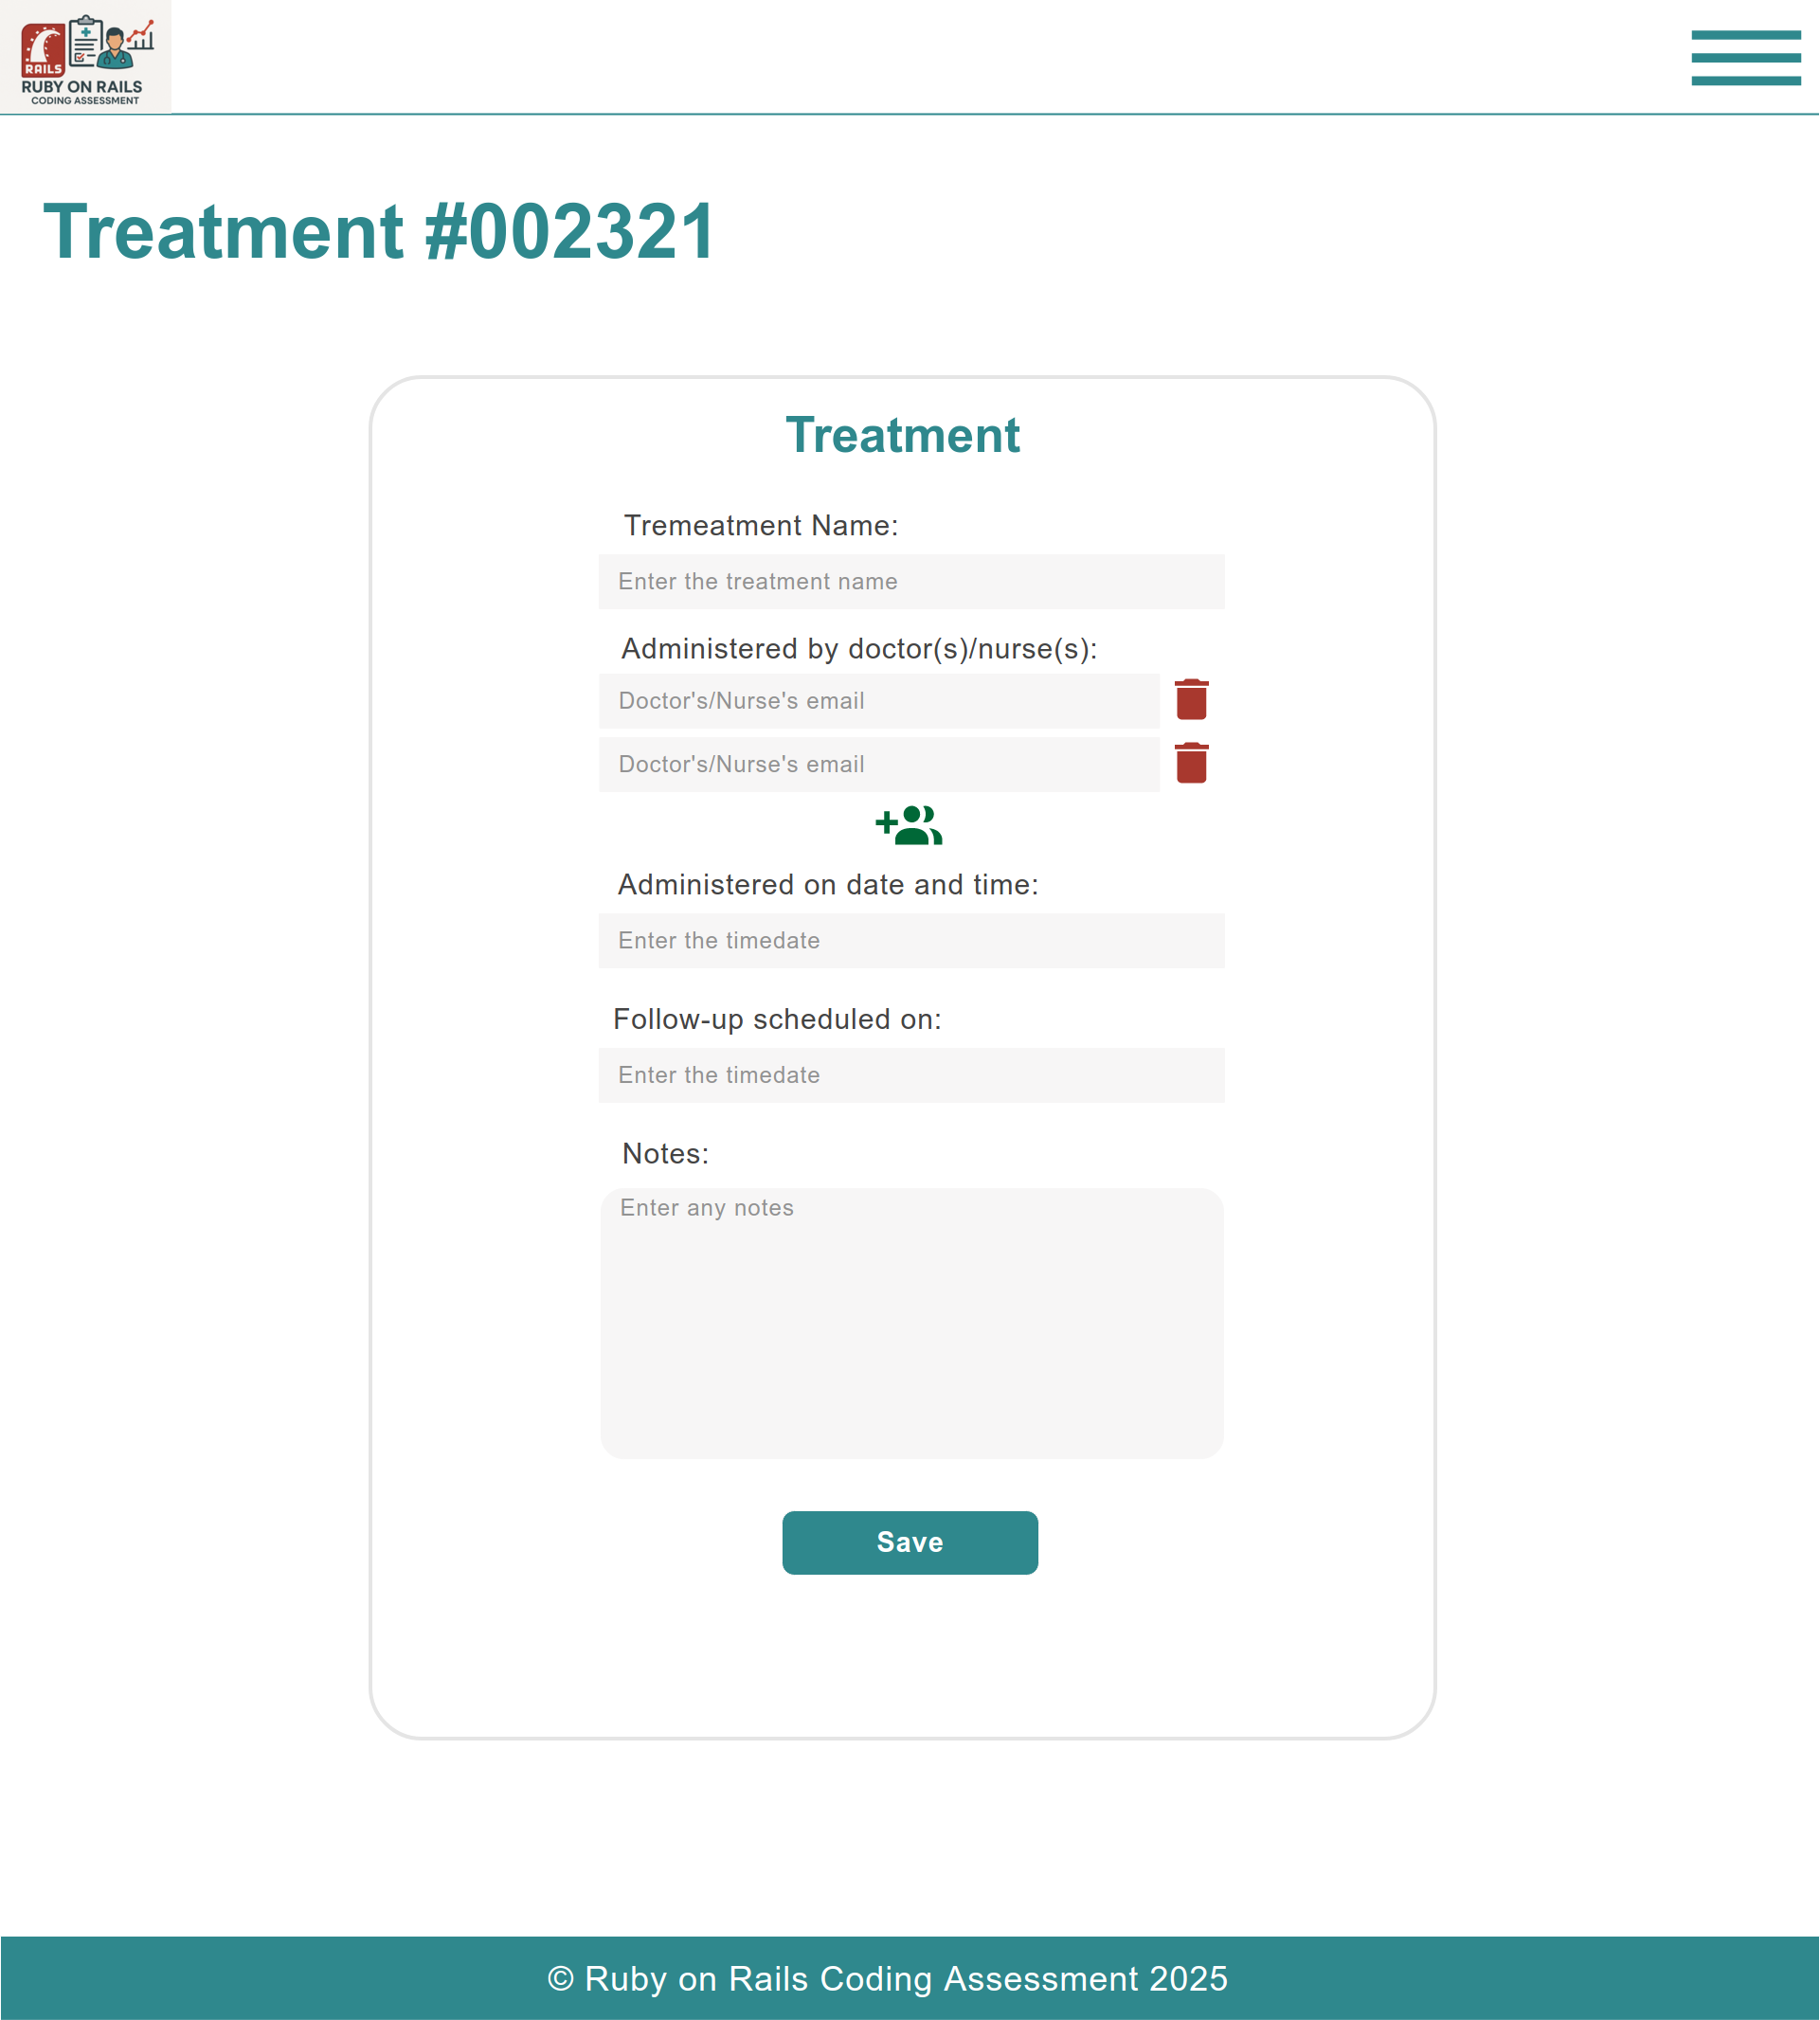 RAILS
RUBY ON RAILS
CODING ASSESSMENT
Treatment #002321
Treatment
Tremeatment Name:
Enter the treatment name
Administered by doctor(s)/nurse(s):
Doctor's/Nurse's email
Doctor's/Nurse's email
Administered on date and time:
Enter the timedate
Follow-up scheduled on:
Enter the timedate
Notes:
Enter any notes
Save
© Ruby on Rails Coding Assessment 2025